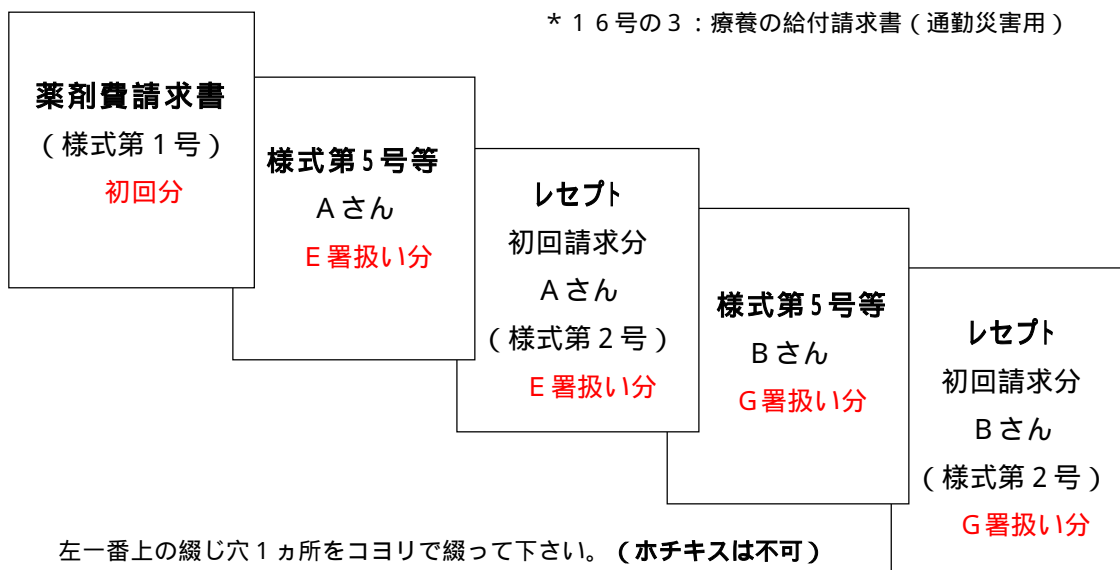 *16号の3:療養の給付請求書(通勤災害用)
薬剤費請求書
(様式第1号)
初回分
様式第5号等
Aさん
E署扱い分
レセプト
初回請求分
Aさん
(様式第2号)
E署扱い分
様式第5号等
Bさん
G署扱い分
レセプト
初回請求分
Bさん
(様式第2号)
G署扱い分
左一番上の綴じ穴1ヵ所をコヨリで綴って下さい。(ホチキスは不可)